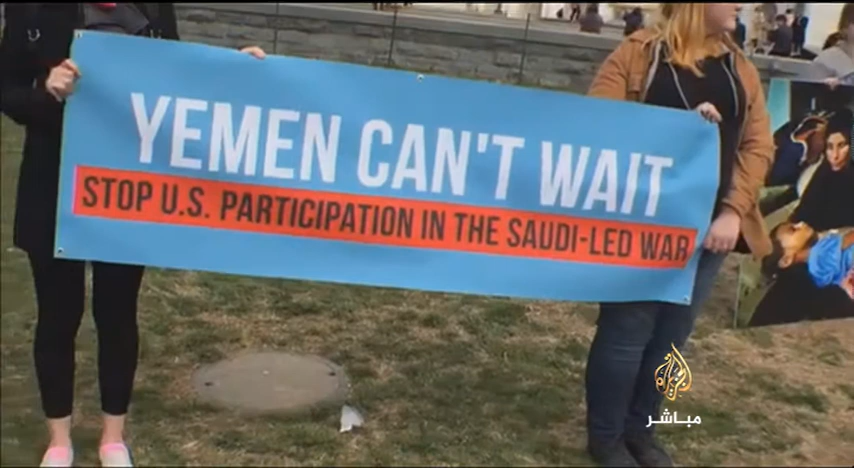 YEMEN CAN'T WAIT
STOP U.S. PARTICIPATION IN THE SAUDI-LED WAR
الجزيرة
مباشر